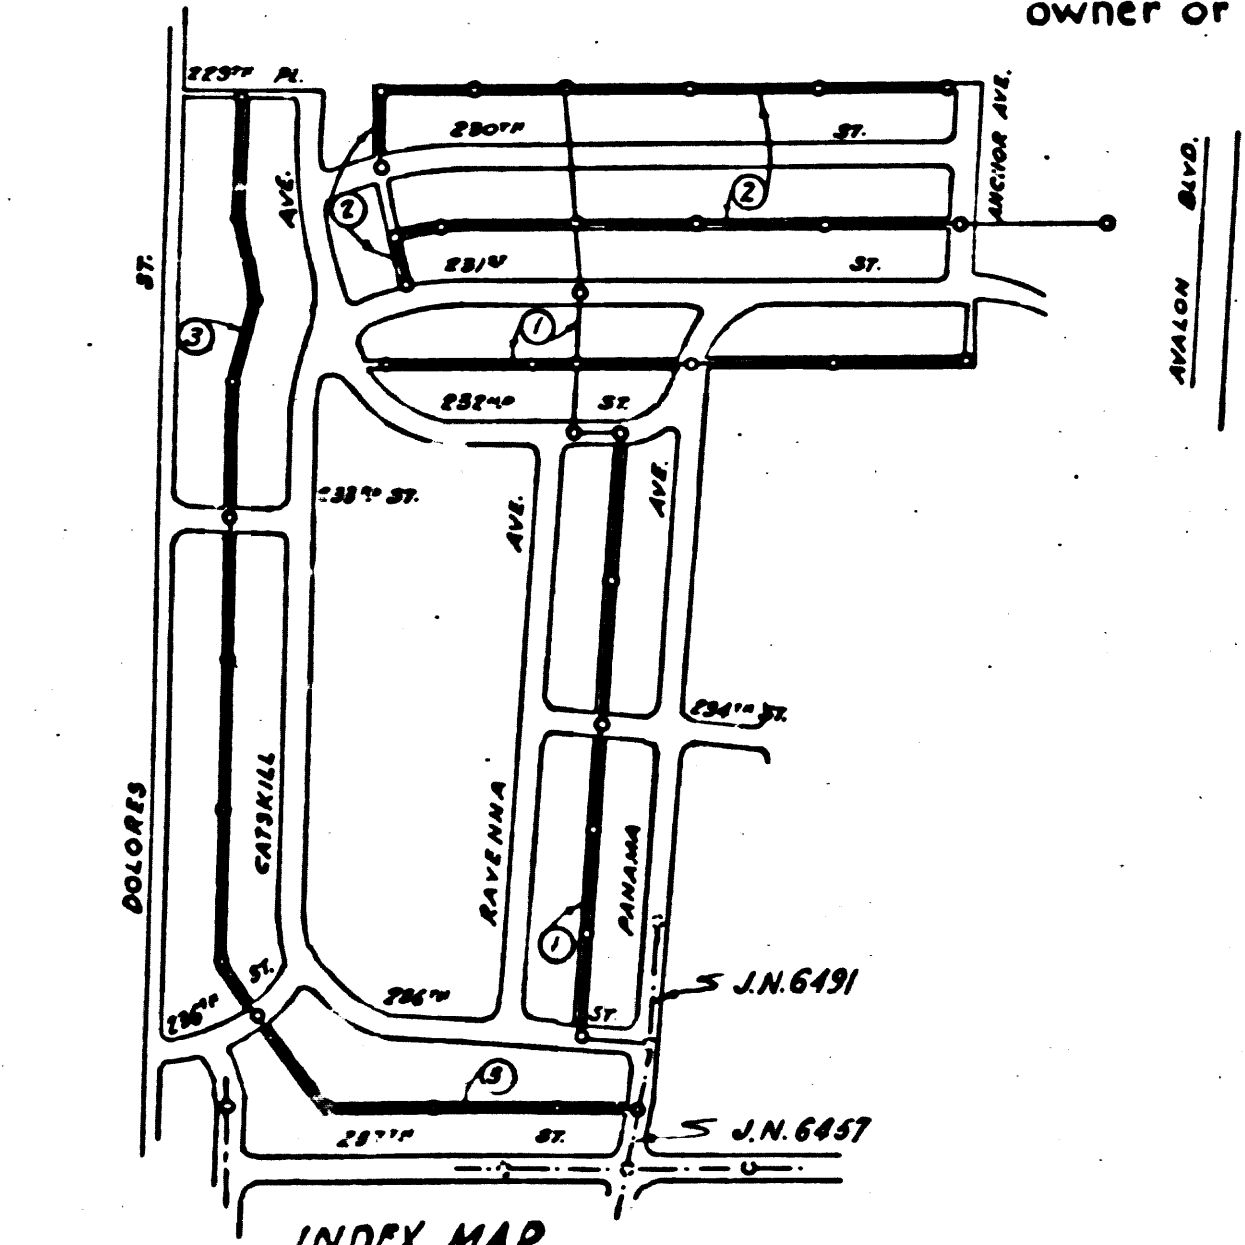 owner or
229TH PL.
230TH ST.
ANCHOR AVE.
AVE.
2
2
AVALON BLVD.
231ST ST.
ST.
3
1
232ND ST.
233RD ST.
AVE.
AVE.
234TH ST.
DOLORES
CATSKILL
RAVENNA
PANAMA
1
ST.
236TH
236TH
ST.
J.N. 6491
3
237TH ST.
J.N. 6457
INDEX MAP